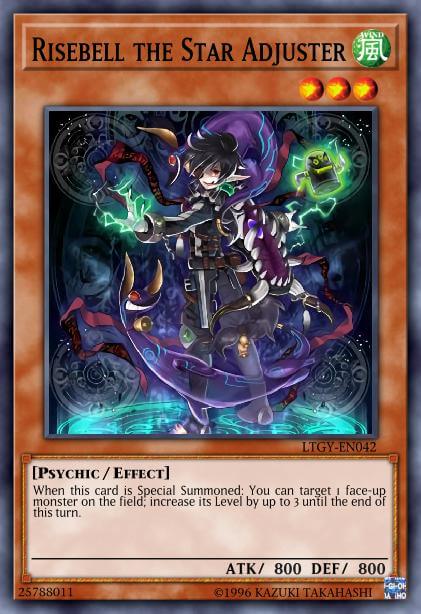 Risebell the Star Adjuster
WIND
風
LTGY-EN042
[Psychic / Effect]
When this card is Special Summoned: You can target 1 face-up
monster on the field; increase its Level by up to 3 until the end of
this turn.
ATK/ 800 DEF/ 800
25788011
©1996 KAZUKI TAKAHASHI